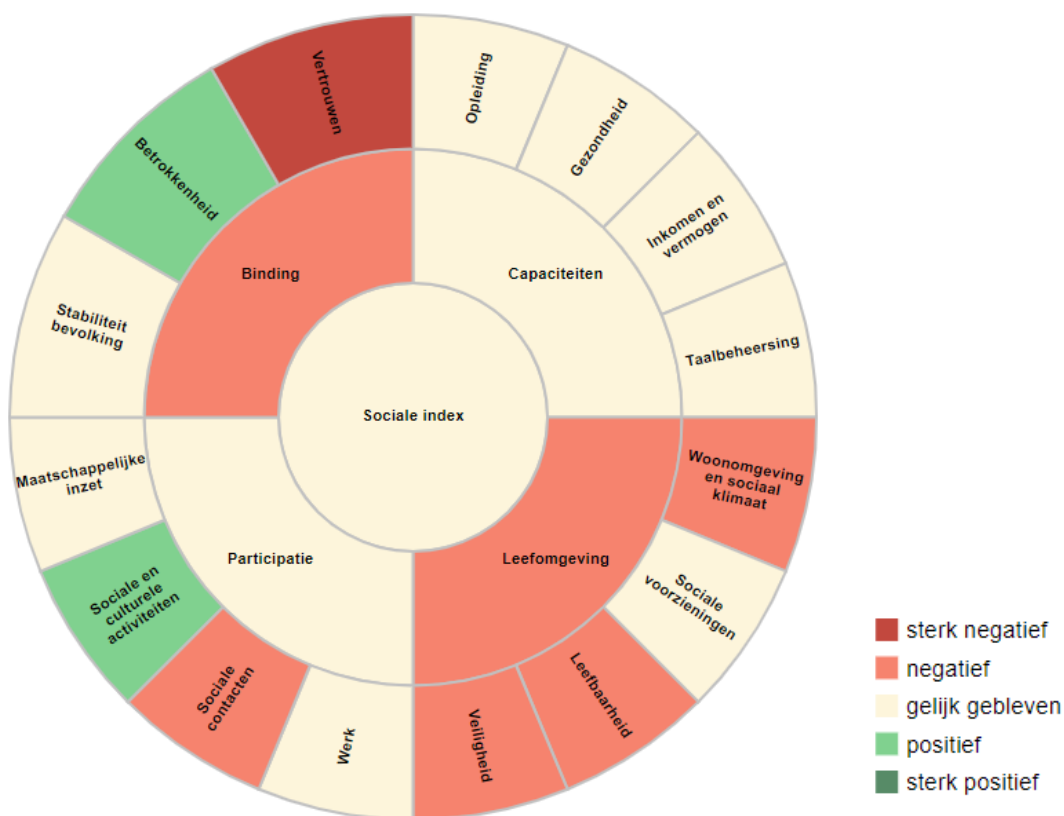 Vertrouwen
Opleiding
Gezondheid
Inkomen en
vermogen
Taalbeheersing
Betrokkenheid
Stabiliteit
bevolking
Binding
Capaciteiten
Sociale index
Maatschappelijke
inzet
Sociale en
culturele
activiteiten
Sociale
contacten
Werk
Participatie
Leefomgeving
Woonomgeving
en sociaal
klimaat
Sociale
voorzieningen
Leefbaarheid
Veiligheid
sterk negatief
negatief
gelijk gebleven
positief
sterk positief